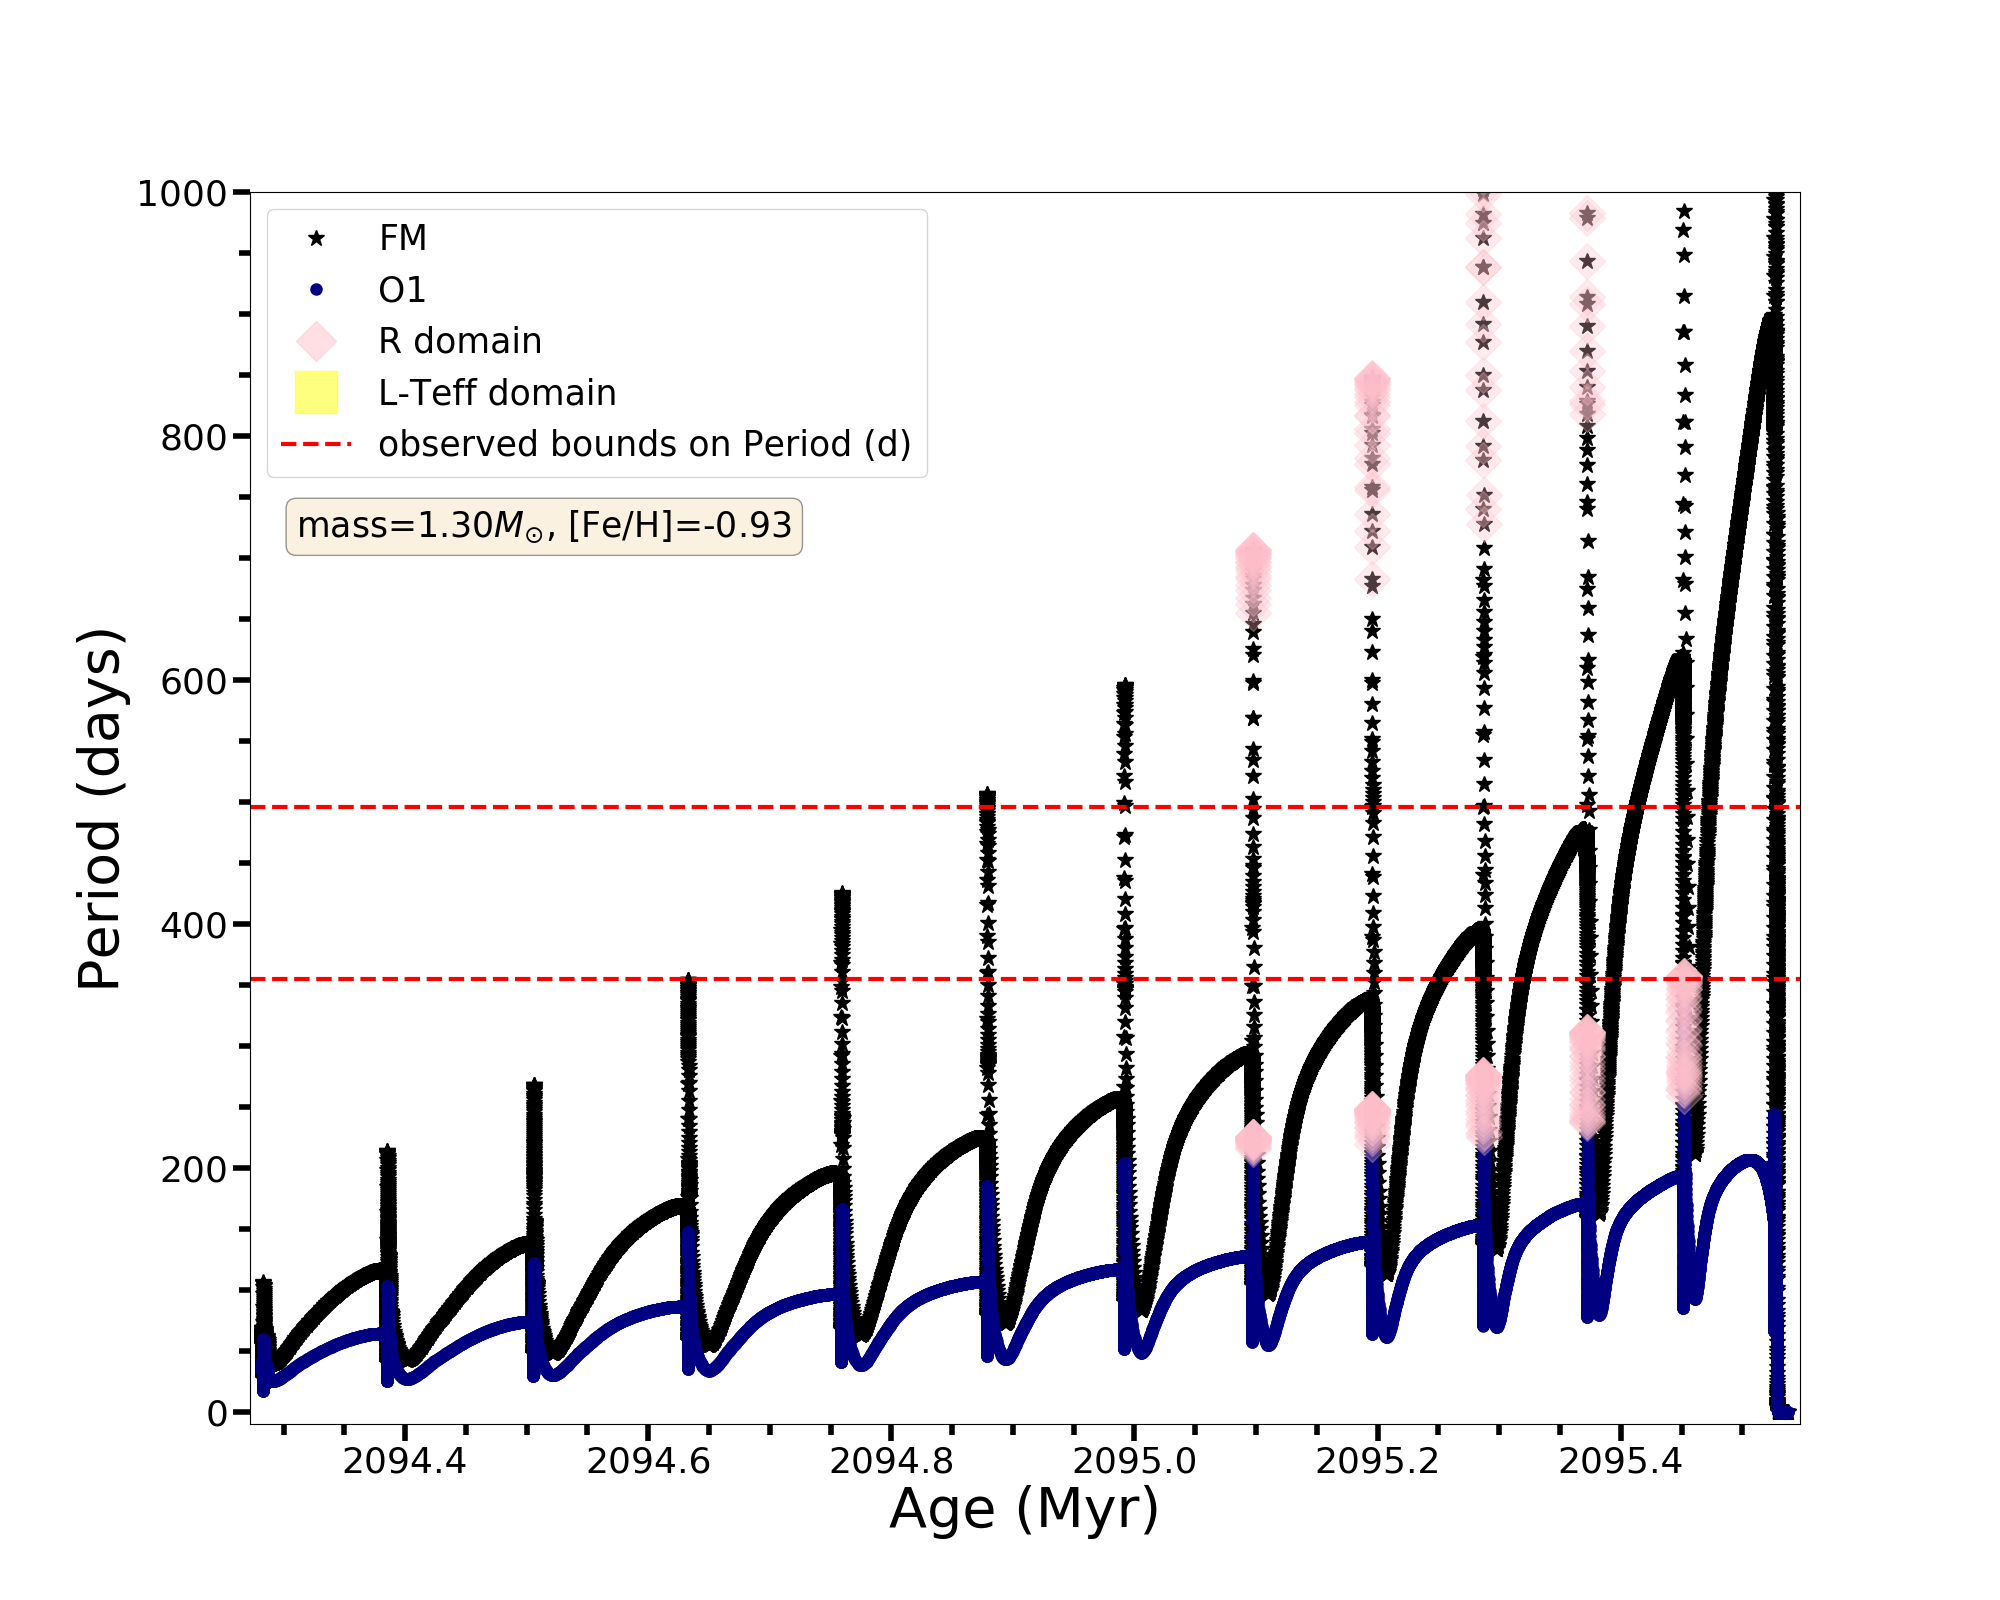 1000
800
600
400
200
0
Period (days)
FM
O1
R domain
L-Teff domain
observed bounds on Period (d)
mass=1.30M⊙, [Fe/H]=-0.93
2094.4 2094.6 2094.8 2095.0 2095.2 2095.4
Age (Myr)